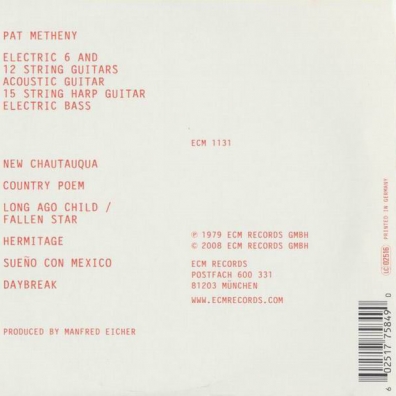 PAT METHENY
ELECTRIC 6 AND
12 STRING GUITARS
ACOUSTIC GUITAR
15 STRING HARP GUITAR
ELECTRIC BASS
ECM 1131
NEW CHAUTAUQUA
COUNTRY POEM
LONG AGO CHILD /
FALLEN STAR
HERMITAGE
SUEÑO CON MEXICO
DAYBREAK
℗ 1979 ECM RECORDS GMBH
© 2008 ECM RECORDS GMBH
ECM RECORDS
POSTFACH 600 331
81203 MÜNCHEN
WWW.ECMRECORDS.COM
PRODUCED BY MANFRED EICHER
LC 02516 PRINTED IN GERMANY
6 02517 75849 0